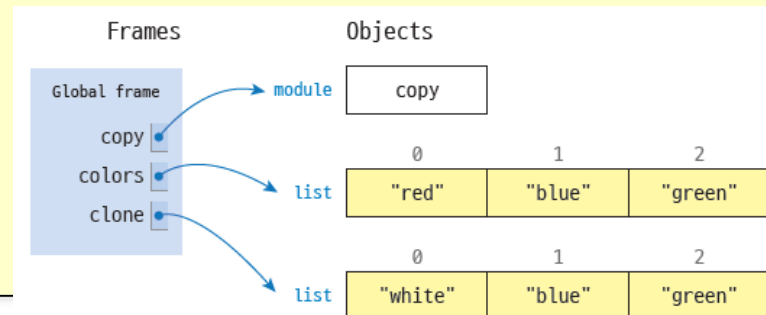 Frames Objects
Global frame
module copy
copy
0 1 2
colors
list "red" "blue" "green"
clone
0 1 2
list "white" "blue" "green"